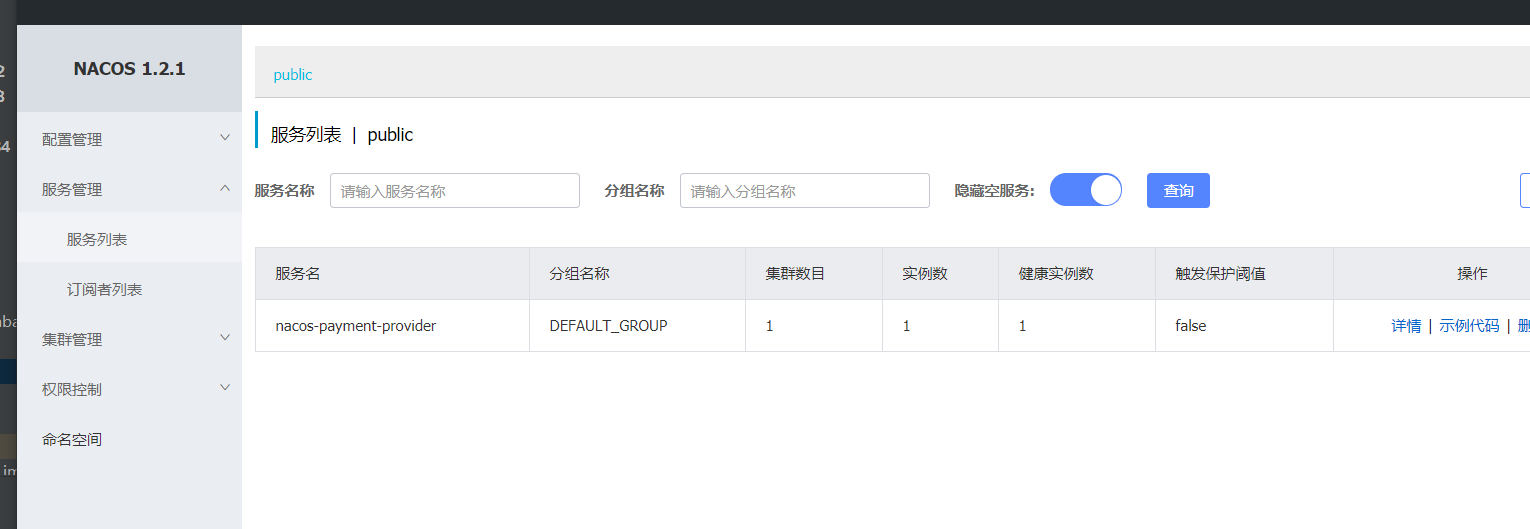 NACOS 1.2.1
配置管理
服务管理
服务列表
订阅者列表
集群管理
权限控制
命名空间
public
服务列表 | public
服务名称 请输入服务名称 分组名称 请输入分组名称 隐藏空服务: 查询
服务名 分组名称 集群数目 实例数 健康实例数 触发保护阈值 操作
nacos-payment-provider DEFAULT_GROUP 1 1 1 false 详情 | 示例代码 |